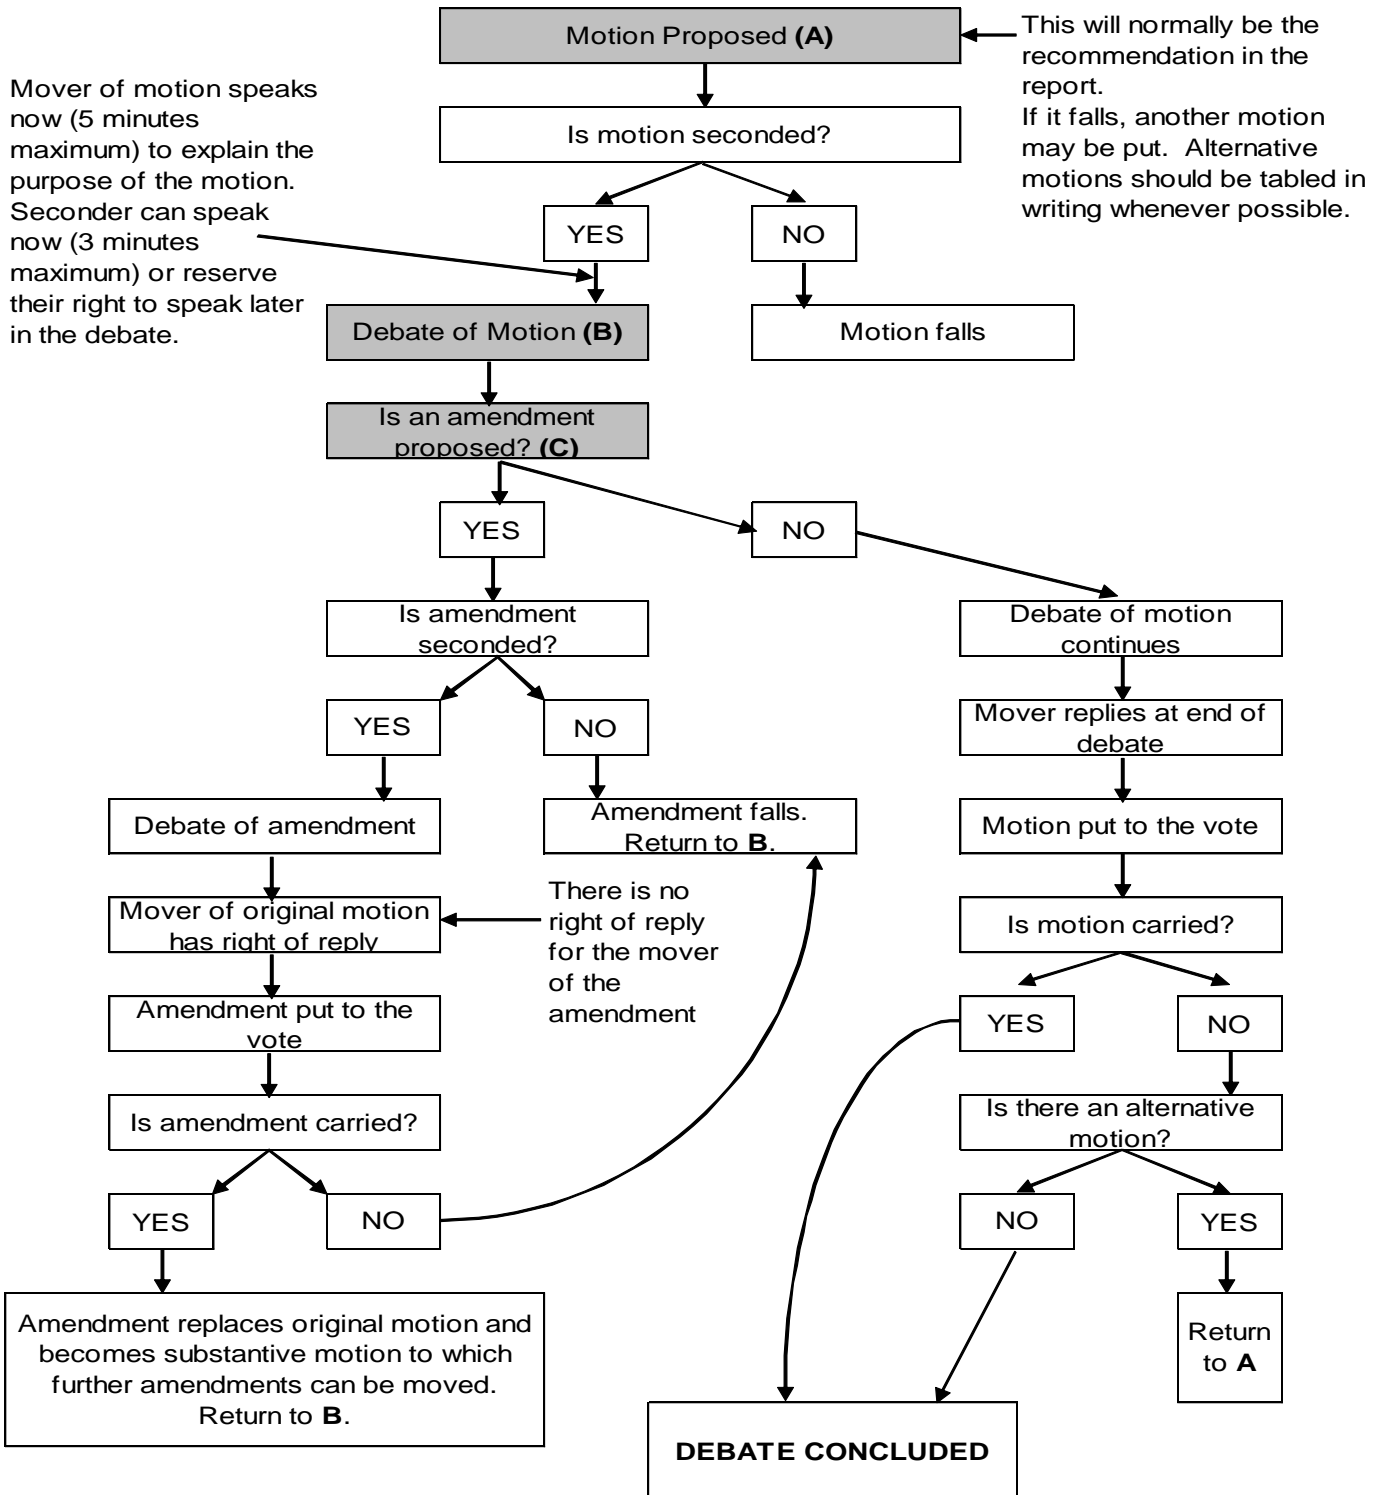 Motion Proposed (A)
This will normally be the
recommendation in the
report.
If it falls, another motion
may be put. Alternative
motions should be tabled in
writing whenever possible.
Mover of motion speaks
now (5 minutes
maximum) to explain the
purpose of the motion.
Seconder can speak
now (3 minutes
maximum) or reserve
their right to speak later
in the debate.
Is motion seconded?
YES
NO
Debate of Motion (B)
Motion falls
Is an amendment
proposed? (C)
YES
NO
Is amendment
seconded?
Debate of motion
continues
YES
NO
Mover replies at end of
debate
Debate of amendment
Amendment falls.
Return to B.
Motion put to the vote
Mover of original motion
has right of reply
There is no
right of reply
for the mover
of the
amendment
Is motion carried?
Amendment put to the
vote
YES
NO
Is amendment carried?
Is there an alternative
motion?
YES
NO
NO
YES
Amendment replaces original motion and
becomes substantive motion to which
further amendments can be moved.
Return to B.
Return
to A
DEBATE CONCLUDED